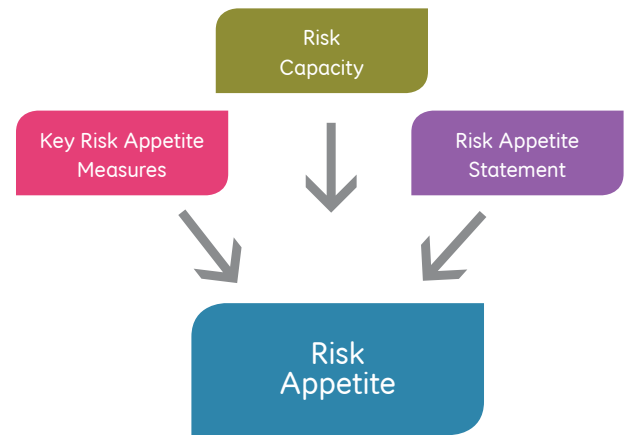 Risk
Capacity
Key Risk Appetite
Measures
Risk Appetite
Statement
Risk
Appetite